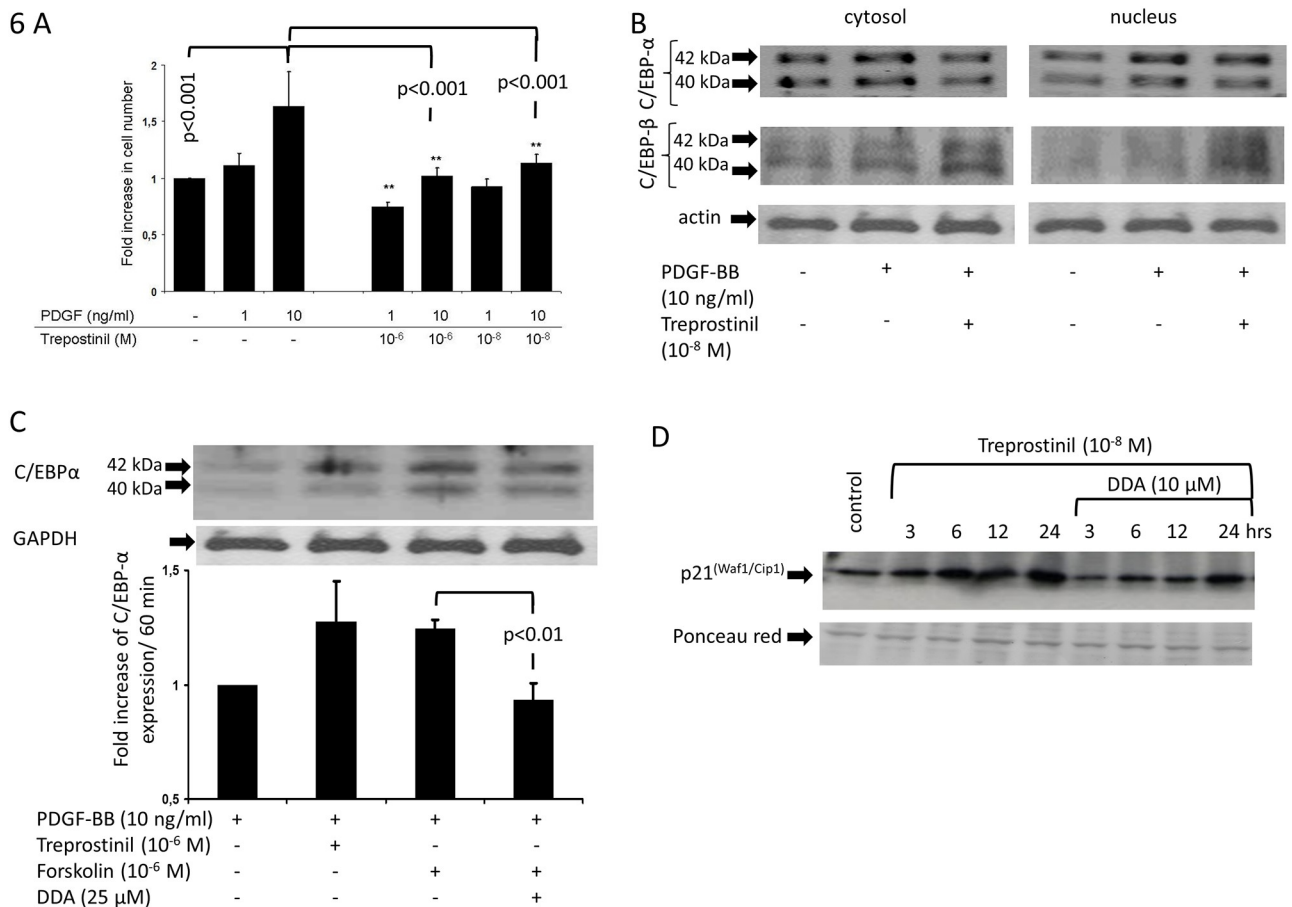 6 A
2
1,5
1
0,5
0
Fold increase in cell number
p<0.001
p<0.001
p<0.001
**
**
**
PDGF (ng/ml) - 1 10 1 10 1 10
Trepostinil (M) - - - 10-6 10-6 10-8 10-8
B
cytosol nucleus
C/EBP-α
42 kDa
40 kDa
C/EBP-β
42 kDa
40 kDa
actin
PDGF-BB - + + - + +
(10 ng/ml)
Treprostinil - - + - - +
(10-8 M)
C
C/EBPα
42 kDa
40 kDa
GAPDH
1,5
1
0,5
Fold increase of C/EBP-α
expression/ 60 min
p<0.01
PDGF-BB (10 ng/ml) + + + +
Treprostinil (10-6 M) - + - -
Forskolin (10-6 M) - - + +
DDA (25 µM) - - - +
D
Treprostinil (10-8 M)
DDA (10 µM)
control
3 6 12 24 3 6 12 24 hrs
p21(Waf1/Cip1)
Ponceau red